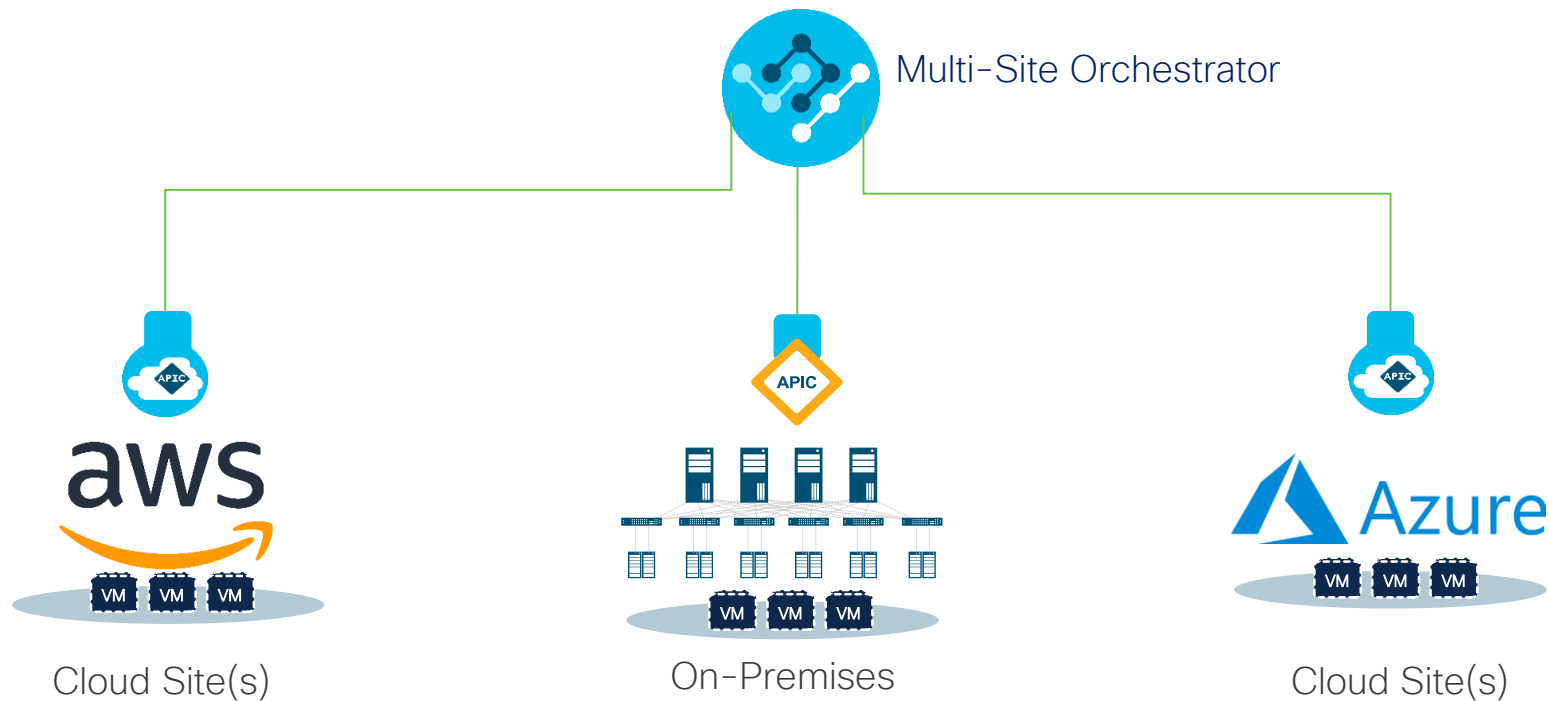 Multi-Site Orchestrator
APIC
APIC
APIC
aws
Azure
VM VM VM
VM VM VM
VM VM VM
Cloud Site(s)
On-Premises
Cloud Site(s)